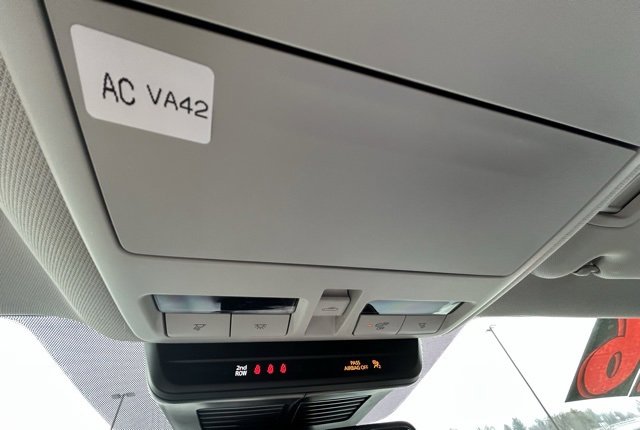 AC VA42
2nd
ROW
PASS
AIRBAG OFF